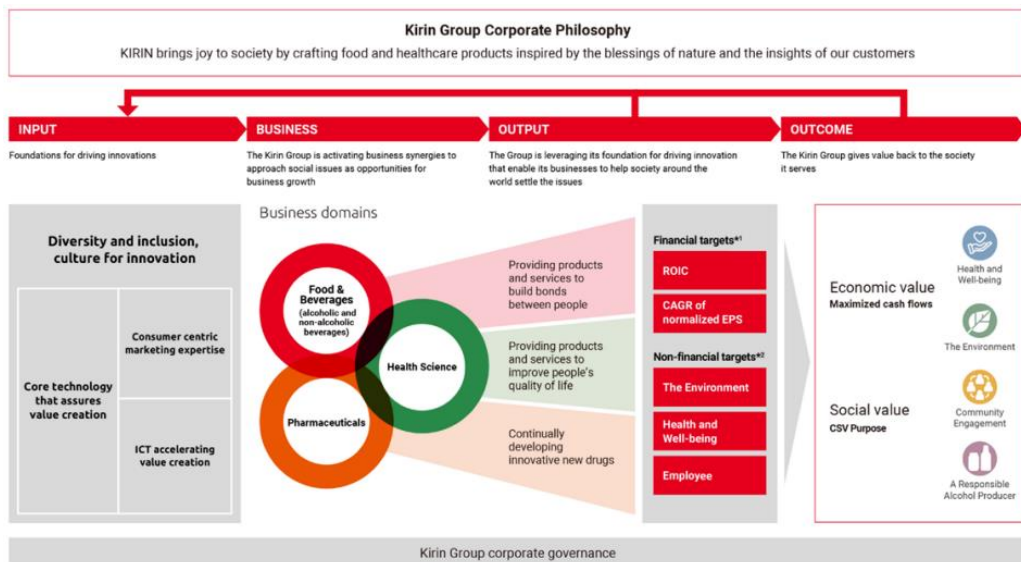 Kirin Group Corporate Philosophy
KIRIN brings joy to society by crafting food and healthcare products inspired by the blessings of nature and the insights of our customers
INPUT
Foundations for driving innovations
BUSINESS
The Kirin Group is activating business synergies to
approach social issues as opportunities for
business growth
OUTPUT
The Group is leveraging its foundation for driving innovation
that enable its businesses to help society around the
world settle the issues
OUTCOME
The Kirin Group gives value back to the society
it serves
Diversity and inclusion,
culture for innovation
Core technology
that assures
value creation
Consumer centric
marketing expertise
ICT accelerating
value creation
Business domains
Food &
Beverages
(alcoholic and
non-alcoholic
beverages)
Health Science
Pharmaceuticals
Providing products
and services to
build bonds
between people
Providing products
and services to
improve people's
quality of life
Continually
developing
innovative new drugs
Financial targets*1
ROIC
CAGR of
normalized EPS
Non-financial targets*2
The Environment
Health and
Well-being
Employee
Economic value
Maximized cash flows
Social value
CSV Purpose
Health and
Well-being
The Environment
Community
Engagement
A Responsible
Alcohol Producer
Kirin Group corporate governance